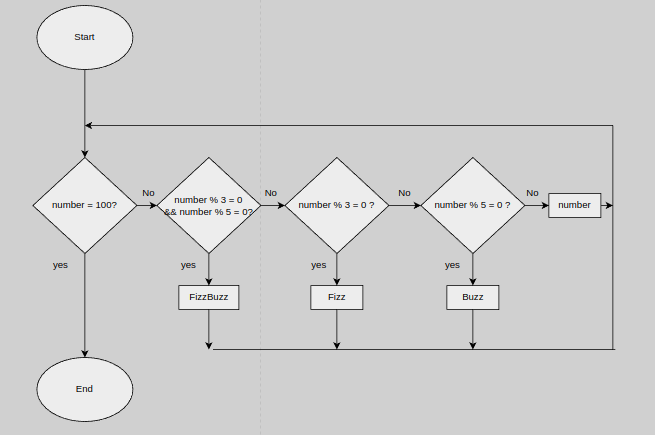 Start
number = 100?
No
number % 3 = 0
&& number % 5 = 0?
No
number % 3 = 0 ?
No
number % 5 = 0 ?
No
number
yes
yes
yes
yes
FizzBuzz
Fizz
Buzz
End